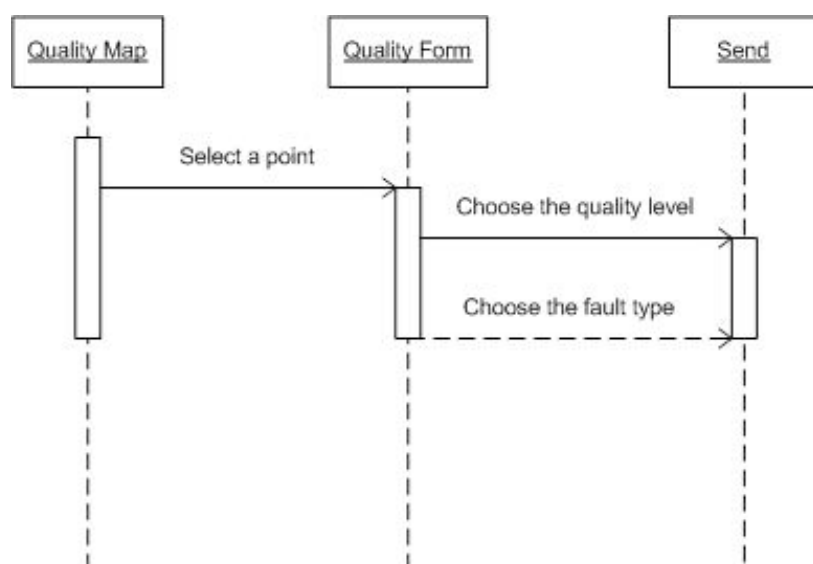 Quality Map
Quality Form
Send
Select a point
Choose the quality level
Choose the fault type